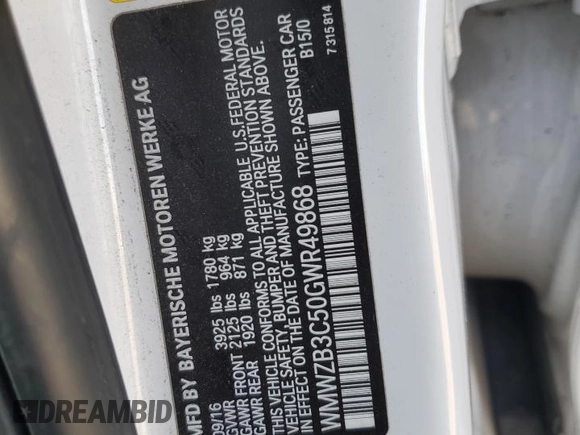 MFD BY BAYERISCHE MOTOREN WERKE AG
09/16
GVWR 3925 lbs 1780 kg
GAWR FRONT 2125 lbs 964 kg
GAWR REAR 1920 lbs 871 kg
THIS VEHICLE CONFORMS TO ALL APPLICABLE U.S. FEDERAL MOTOR
VEHICLE SAFETY, BUMPER AND THEFT PREVENTION STANDARDS
IN EFFECT ON THE DATE OF MANUFACTURE SHOWN ABOVE.
WMWZB3C50GWR49868 TYPE: PASSENGER CAR
B15/0
7315814
DREAMBID